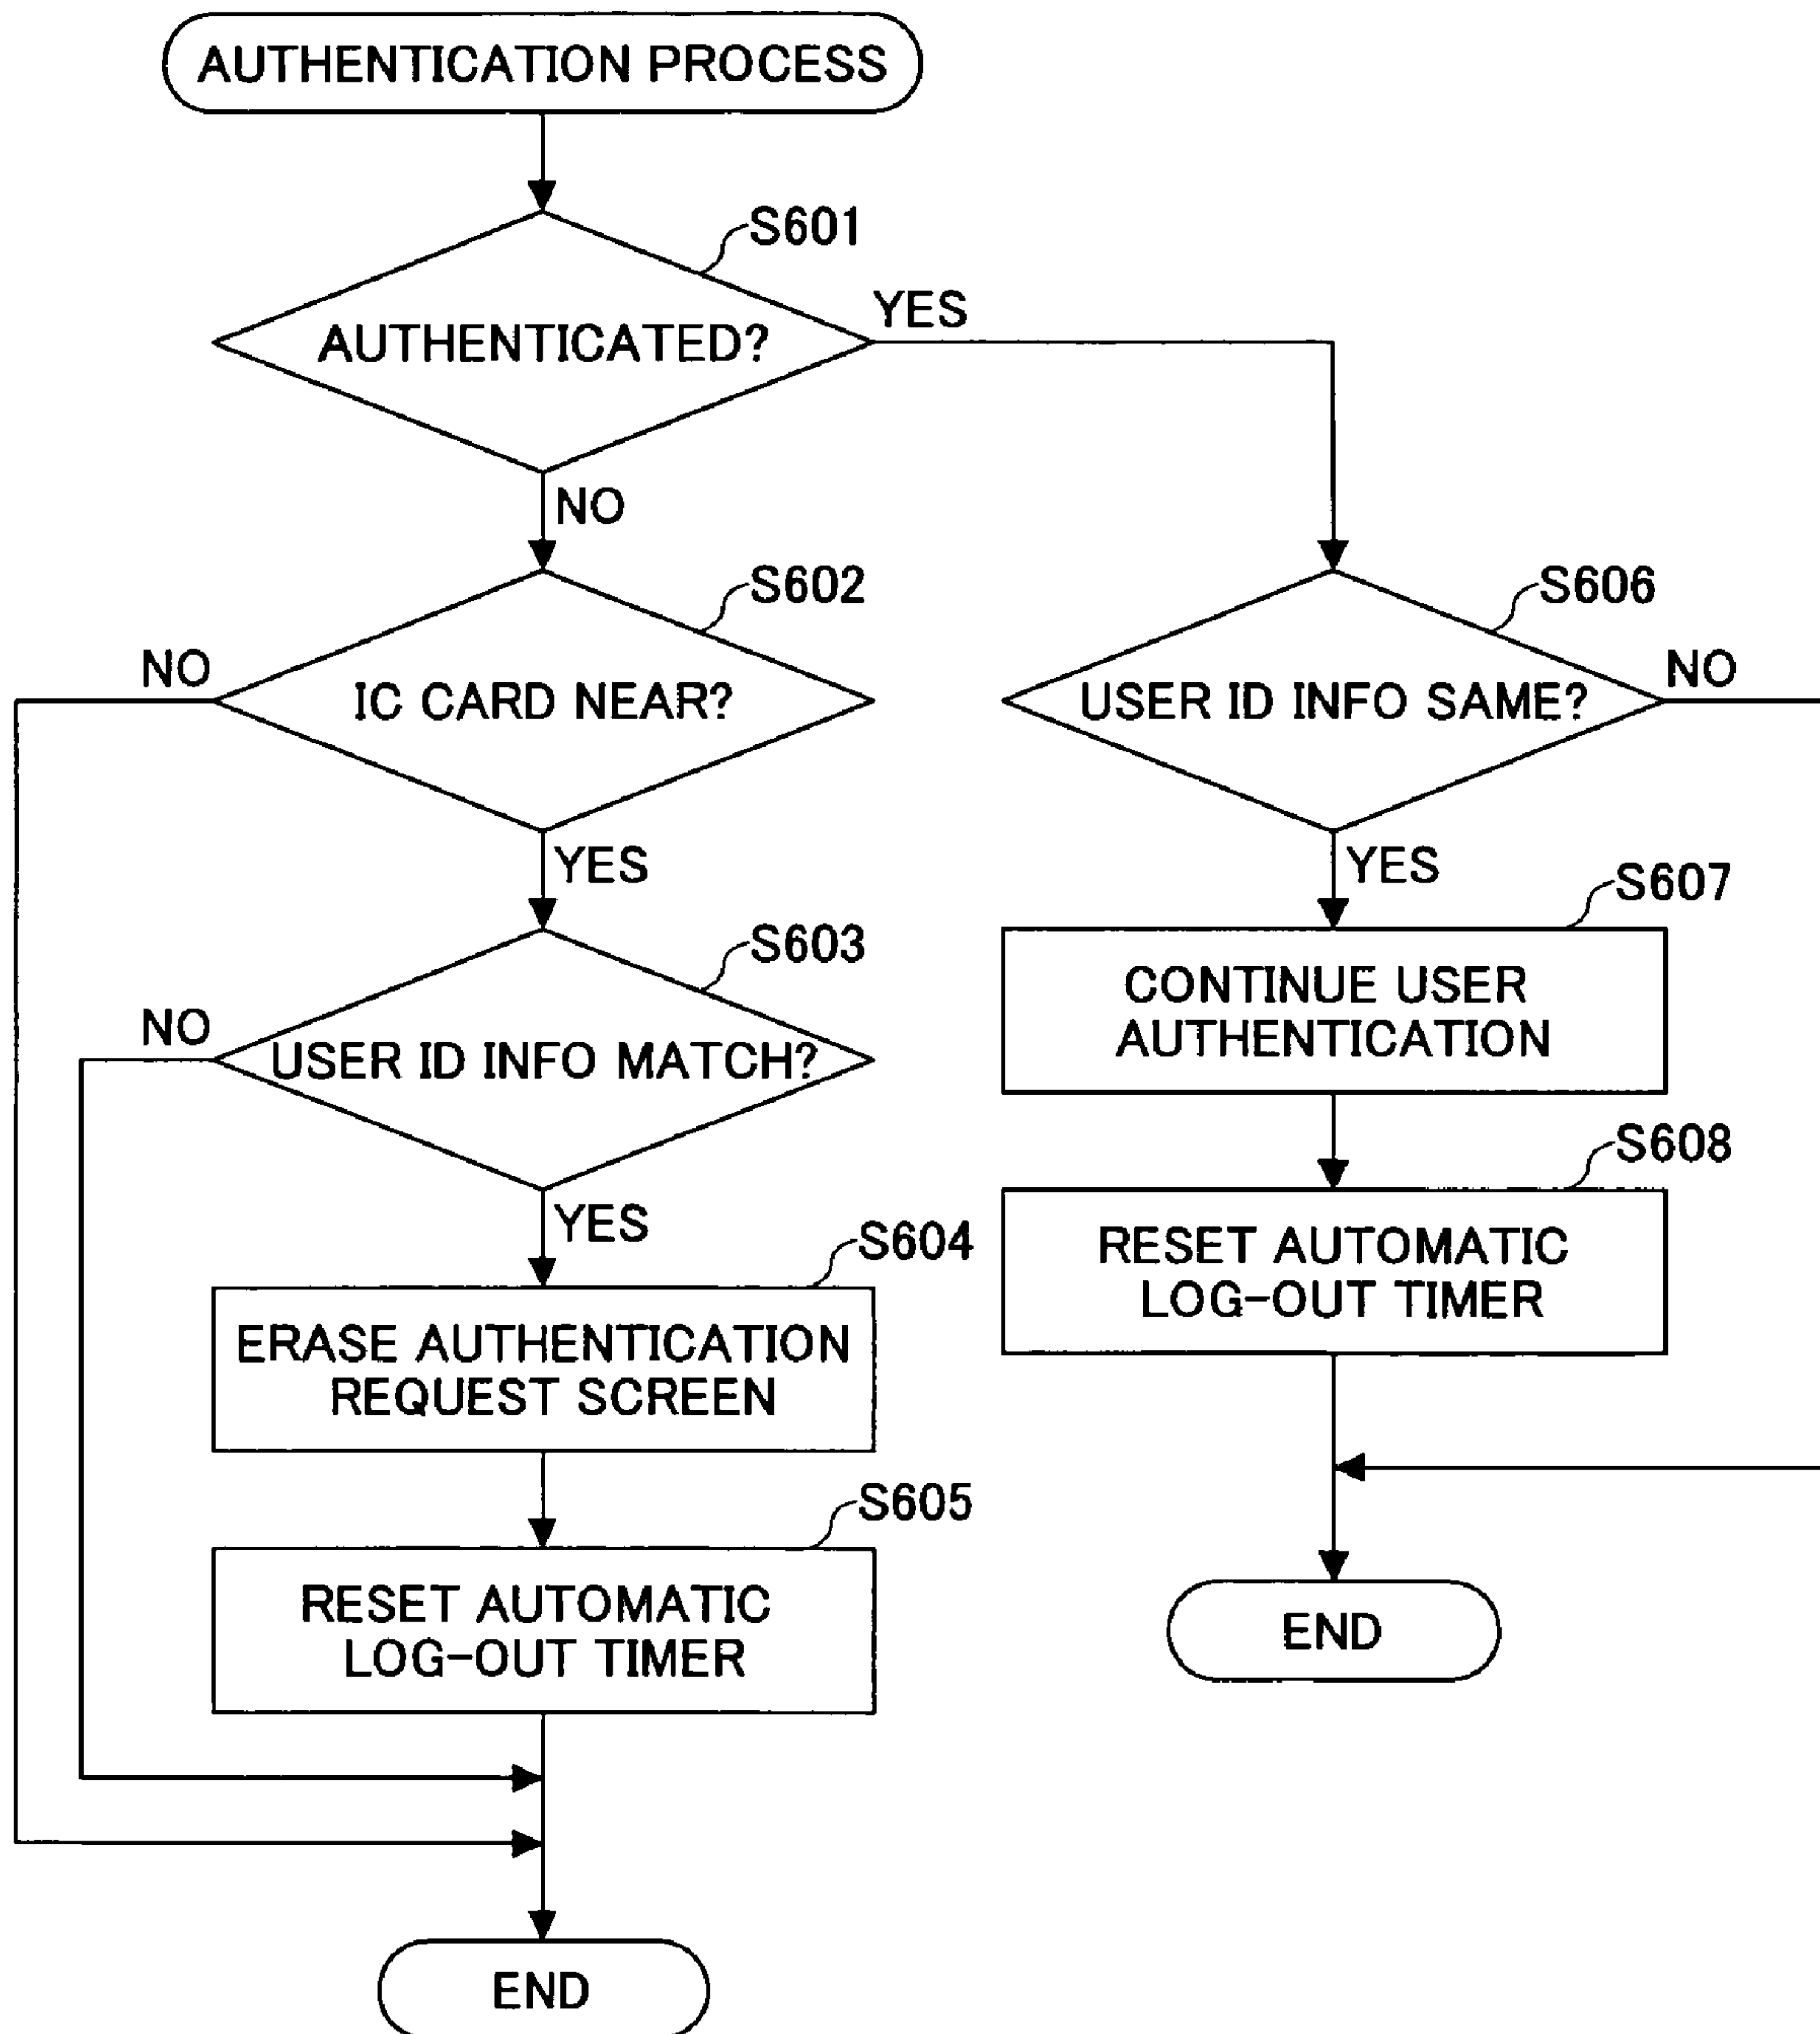 AUTHENTICATION PROCESS
S601
AUTHENTICATED?
YES
NO
S602
IC CARD NEAR?
NO
YES
S603
USER ID INFO MATCH?
NO
YES
S604
ERASE AUTHENTICATION
REQUEST SCREEN
S605
RESET AUTOMATIC
LOG-OUT TIMER
END
S606
USER ID INFO SAME?
NO
YES
S607
CONTINUE USER
AUTHENTICATION
S608
RESET AUTOMATIC
LOG-OUT TIMER
END